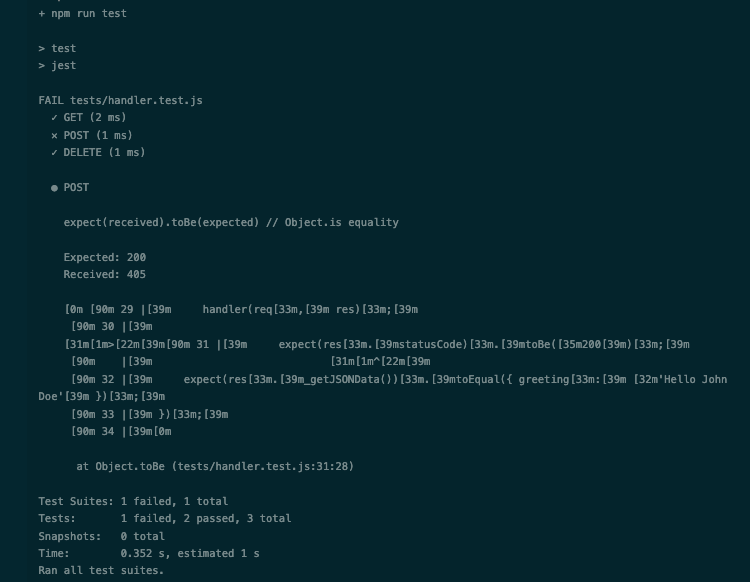 + npm run test
> test
> jest
FAIL tests/handler.test.js
✓ GET (2 ms)
✕ POST (1 ms)
✓ DELETE (1 ms)
● POST
expect(received).toBe(expected) // Object.is equality
Expected: 200
Received: 405
[0m [90m 29 |[39m     handler(req[33m,[39m res)[33m;[39m
[90m 30 |[39m
[31m[1m>[22m[39m[90m 31 |[39m     expect(res[33m.[39mstatusCode)[33m.[39mtoBe([35m200[39m)[33m;[39m
[90m    |[39m                            [31m[1m^[22m[39m
[90m 32 |[39m     expect(res[33m.[39m_getJSONData())[33m.[39mtoEqual({ greeting[33m:[39m [32m'Hello John
Doe'[39m })[33m;[39m
[90m 33 |[39m })[33m;[39m
[90m 34 |[39m[0m
at Object.toBe (tests/handler.test.js:31:28)
Test Suites: 1 failed, 1 total
Tests:       1 failed, 2 passed, 3 total
Snapshots:   0 total
Time:        0.352 s, estimated 1 s
Ran all test suites.